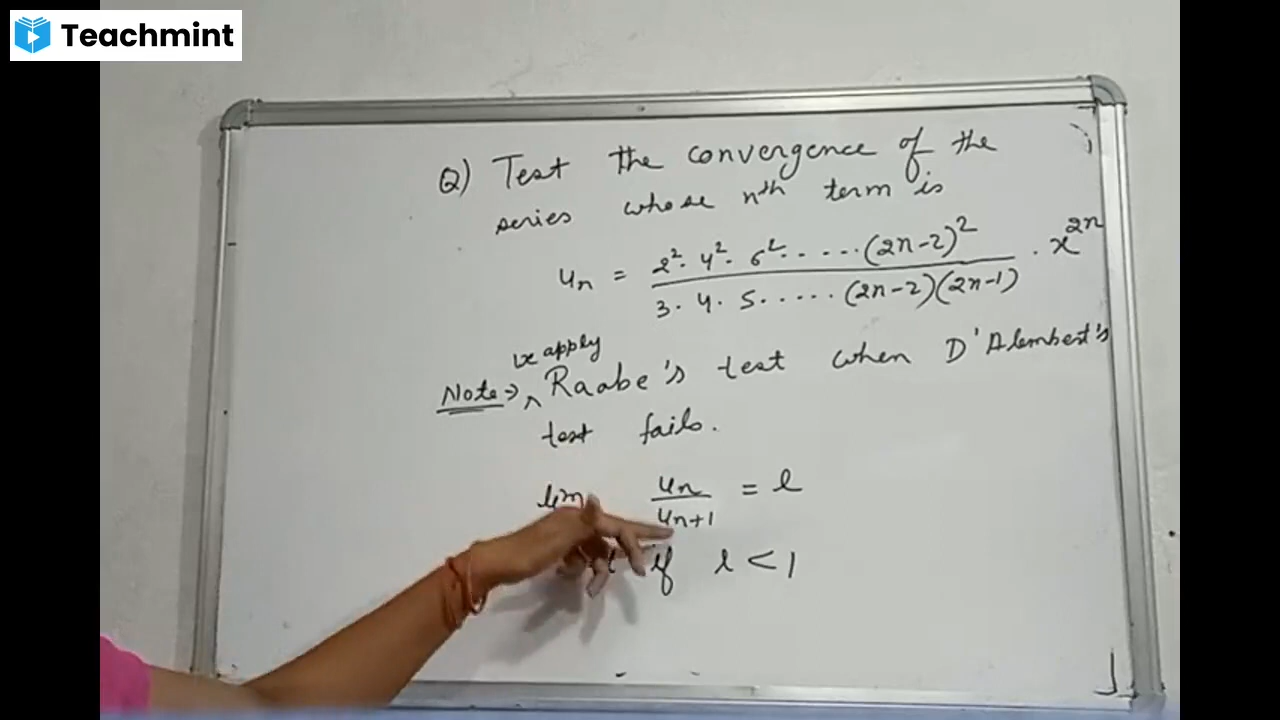 Teachmint
Q) Test the convergence of the
series whose nth term is
un = 2². 4². 6². . . . .(2n-2)² / 3. 4. 5. . . . . . (2n-2)(2n-1) . x²ⁿ
we apply
Note → ^ Raabe's test when D'Alembert's
test fails.
lim un/un+1 = l
if l < 1